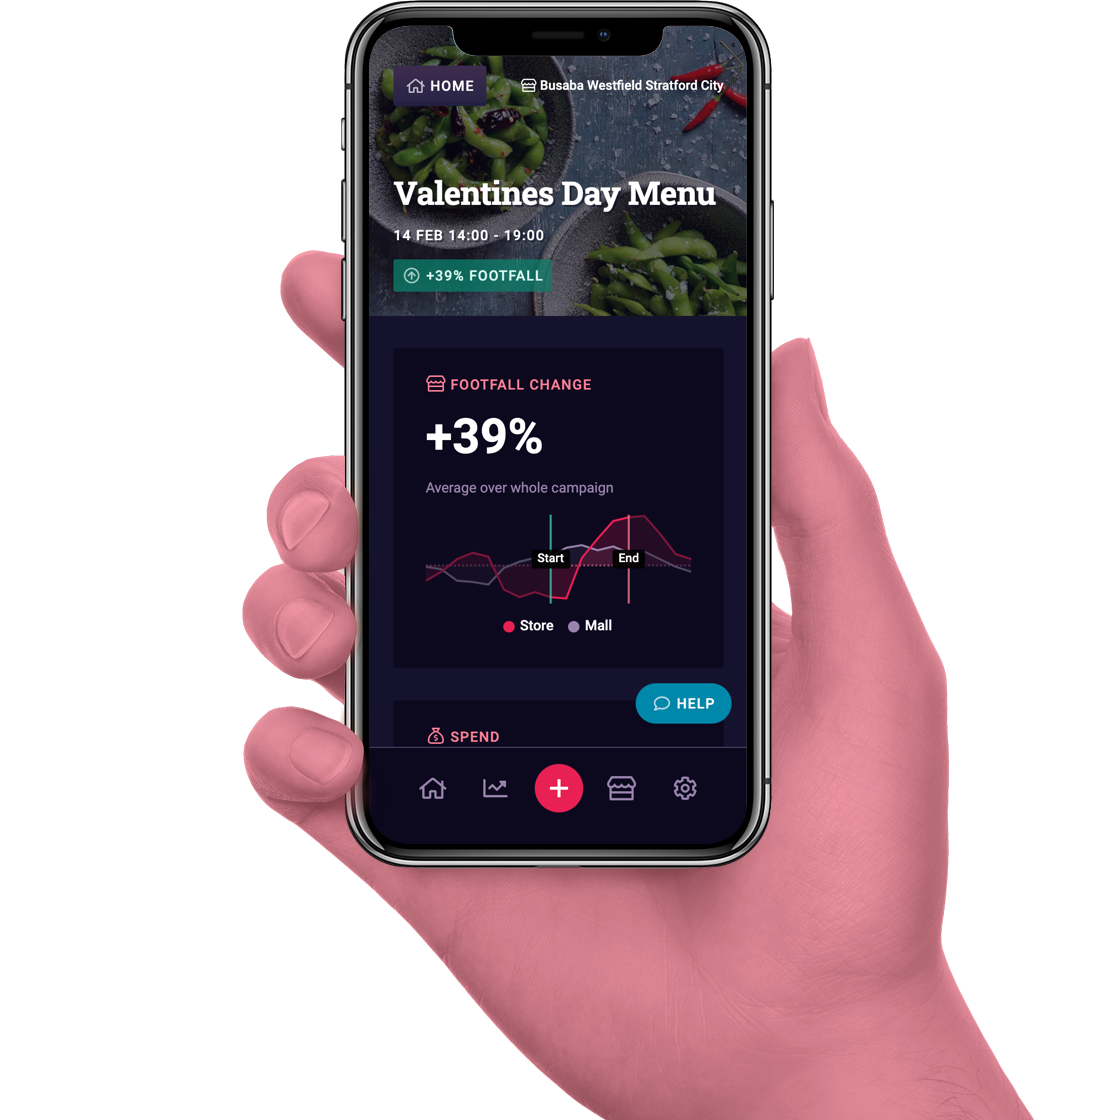 HOME
Busaba Westfield Stratford City
Valentines Day Menu
14 FEB 14:00 - 19:00
+39% FOOTFALL
FOOTFALL CHANGE
+39%
Average over whole campaign
Start End
Store Mall
HELP
SPEND